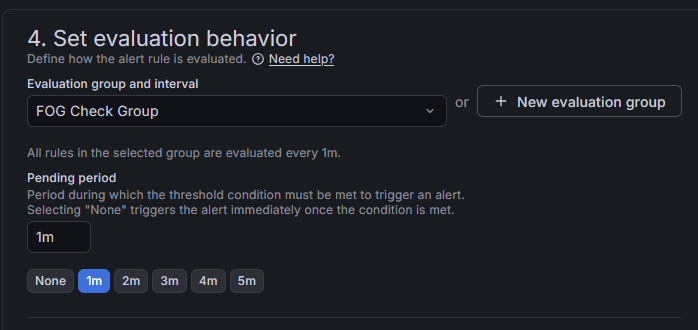 4. Set evaluation behavior
Define how the alert rule is evaluated. Need help?
Evaluation group and interval
FOG Check Group
or
+ New evaluation group
All rules in the selected group are evaluated every 1m.
Pending period
Period during which the threshold condition must be met to trigger an alert.
Selecting "None" triggers the alert immediately once the condition is met.
1m
None 1m 2m 3m 4m 5m